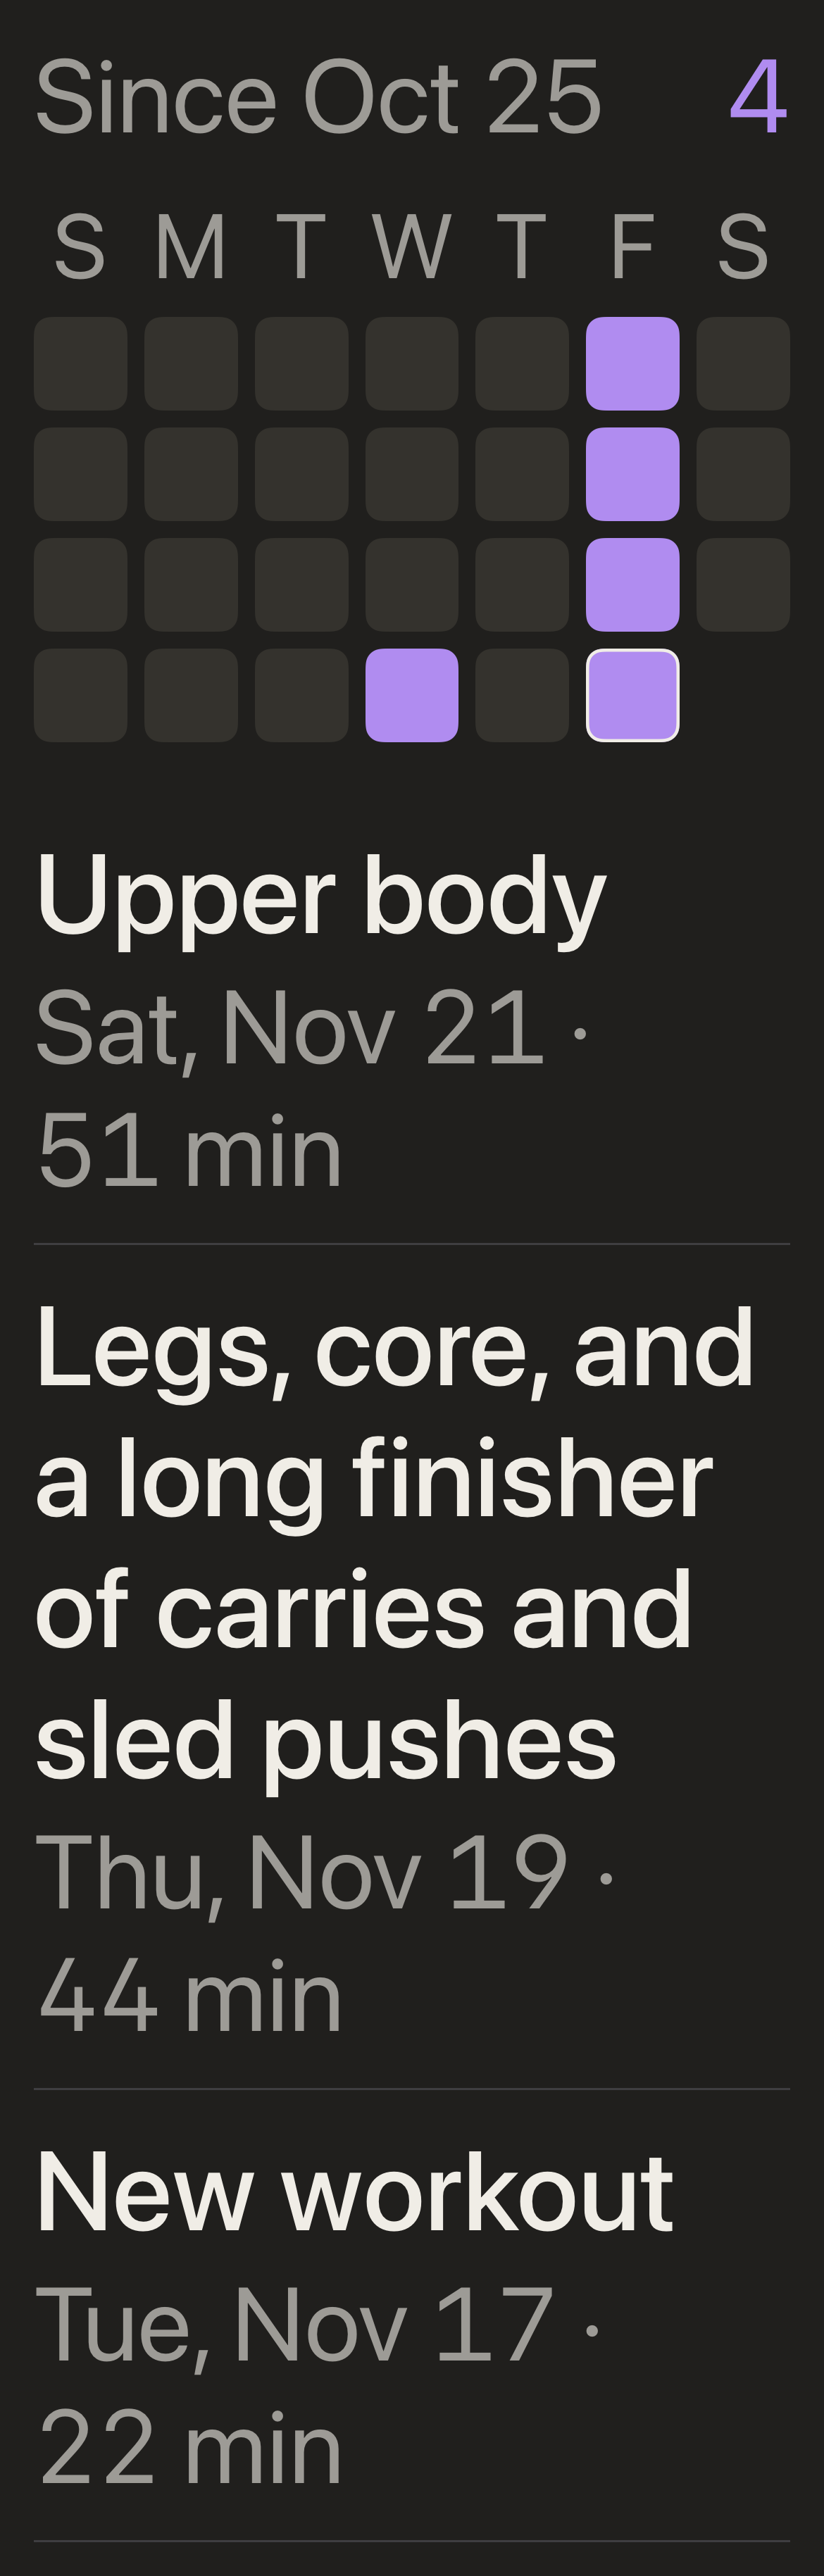 Since Oct 25 4
S M T W T F S
Upper body
Sat, Nov 21 ·
51 min
Legs, core, and
a long finisher
of carries and
sled pushes
Thu, Nov 19 ·
44 min
New workout
Tue, Nov 17 ·
22 min